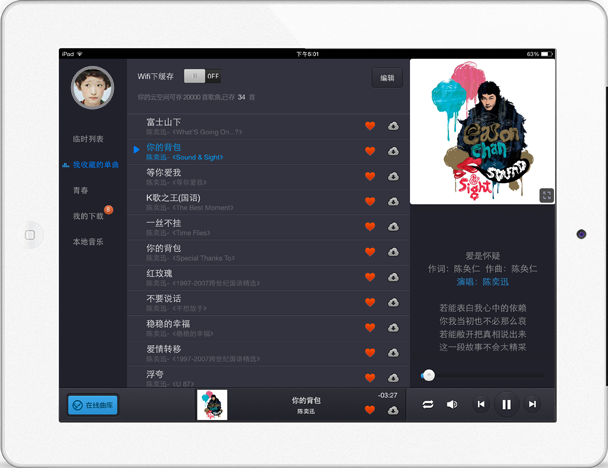 iPad
下午5:01
63%
临时列表
我收藏的单曲
青春
我的下载
8
本地音乐
在线曲库
Wifi下缓存
OFF
编辑
你的云空间可存20000首歌曲,已存 34 首
富士山下
陈奕迅-《What'S Going On...?》
你的背包
陈奕迅-《Sound & Sight》
等你爱我
陈奕迅-《等你爱我》
K歌之王(国语)
陈奕迅-《The Best Moment》
一丝不挂
陈奕迅-《Time Flies》
你的背包
陈奕迅-《Special Thanks To》
红玫瑰
陈奕迅-《1997-2007跨世纪国语精选》
不要说话
陈奕迅-《不想放手》
稳稳的幸福
陈奕迅-《稳稳的幸福》
爱情转移
陈奕迅-《1997-2007跨世纪国语精选》
浮夸
陈奕迅-《U 87》
Eason
chan
SOUND
&
Sight
爱是怀疑
作词：陈奂仁 作曲：陈奂仁
演唱：陈奕迅
若能表白我心中的依赖
你我当初也不必那么哀
若能敞开把真相说出来
这一段故事不会太精采
你的背包
陈奕迅
-03:27